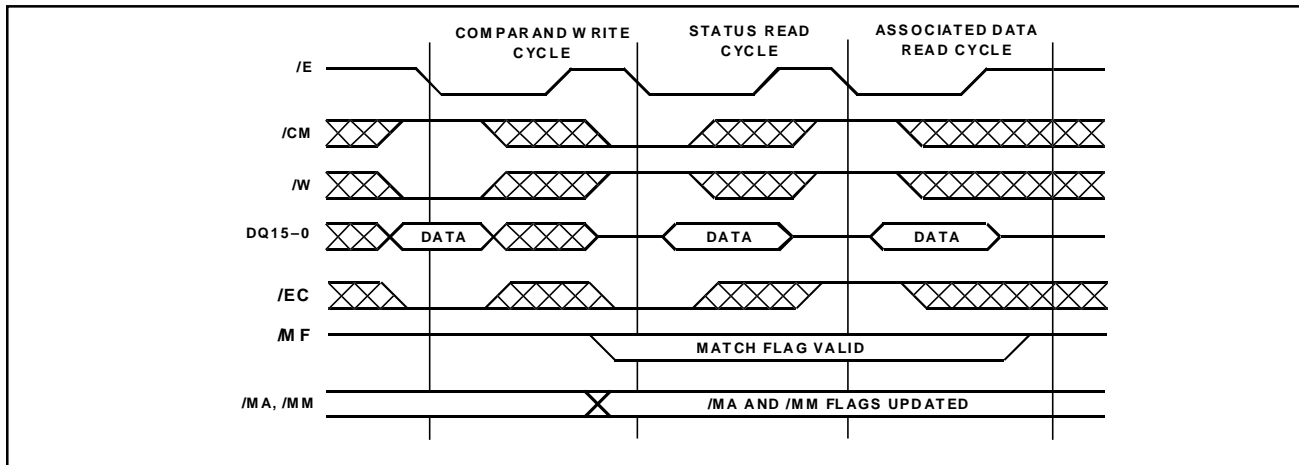 COMPARAND WRITE CYCLE
STATUS READ CYCLE
ASSOCIATED DATA READ CYCLE
/E
/CM
/W
DQ15–0 DATA DATA DATA
/EC
/MF MATCH FLAG VALID
/MA, /MM /MA AND /MM FLAGS UPDATED